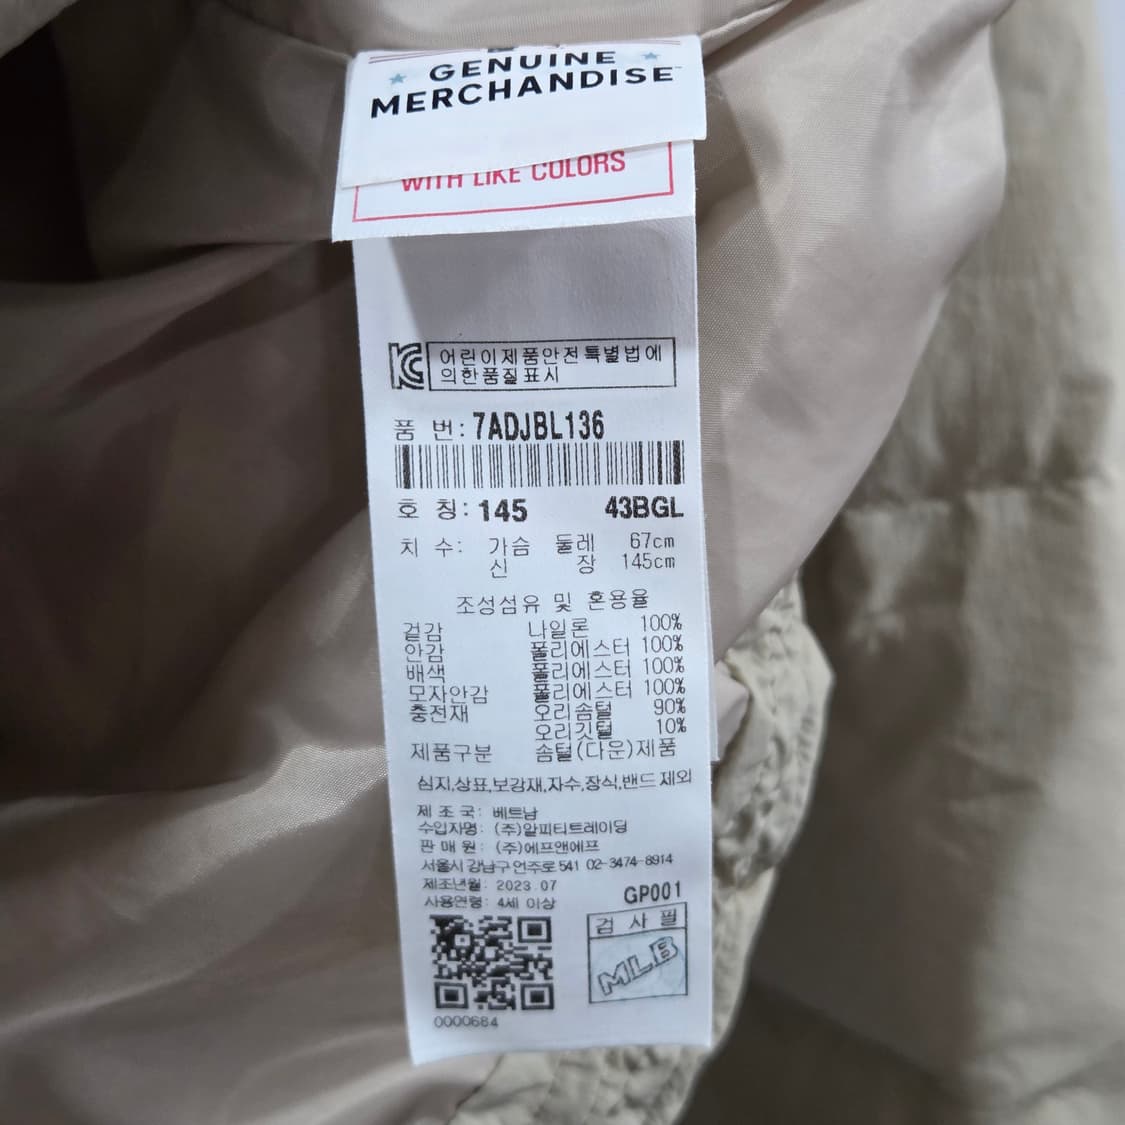 GENUINE
MERCHANDISE™
WITH LIKE COLORS
어린이제품안전특별법에
의한품질표시
품 번: 7ADJBL136
호 칭: 145 43BGL
치 수: 가슴 둘레 67cm
신 장 145cm
조성섬유 및 혼용율
겉감 나일론 100%
안감 폴리에스터 100%
배색 폴리에스터 100%
모자안감 폴리에스터 100%
충전재 오리솜털 90%
오리깃털 10%
제품구분 솜털(다운)제품
심지,상표,보강재,자수,장식,밴드 제외
제 조 국: 베트남
수입자명: (주)알피티트레이딩
판 매 원: (주)에프앤에프
서울시 강남구 언주로 541 02-3474-8914
제조년월: 2023.07
사용연령: 4세 이상
GP001
검 사 필
MLB
0000684